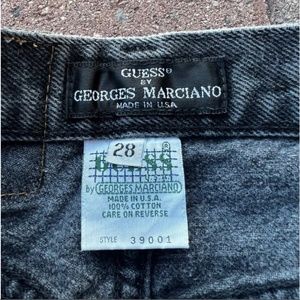 GUESS®
BY
GEORGES MARCIANO
MADE IN U.S.A
28
®
by GEORGES MARCIANO
MADE IN U.S.A.
100% COTTON
CARE ON REVERSE
STYLE 39001